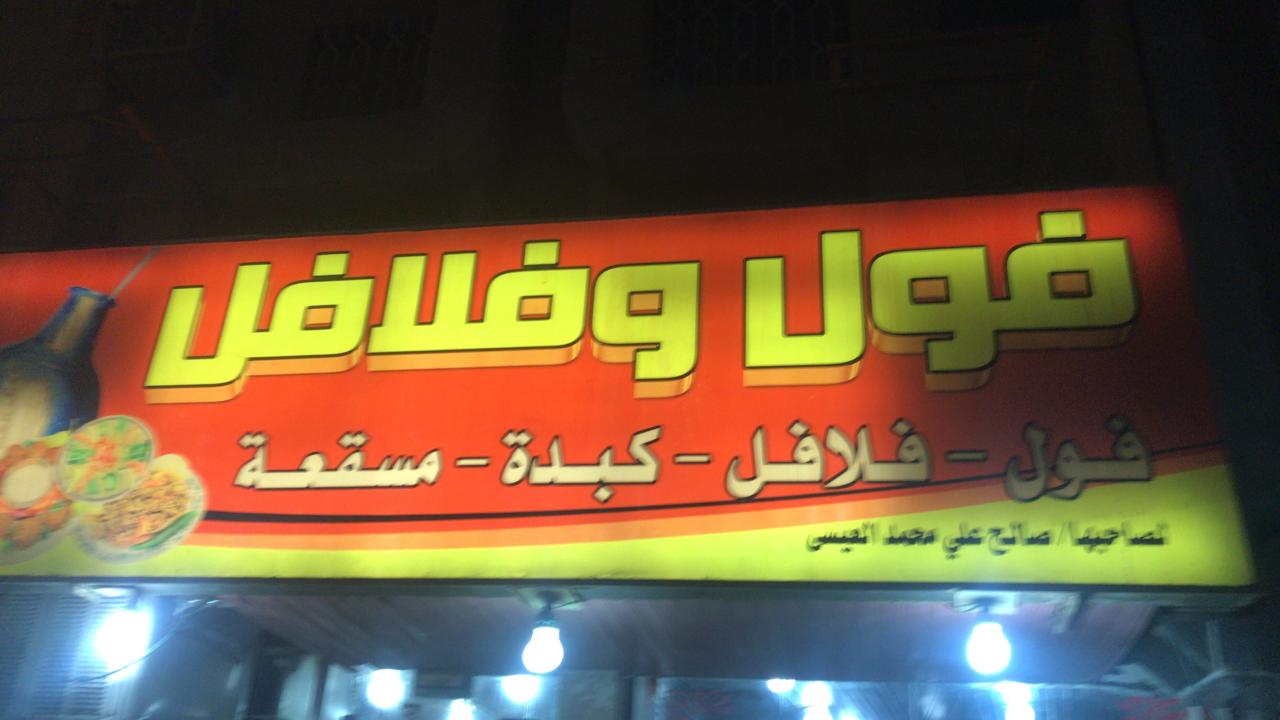 فول وفلافل
فول - فلافل - كبدة - مسقعة
لصاحبها / صالح علي محمد العيسى